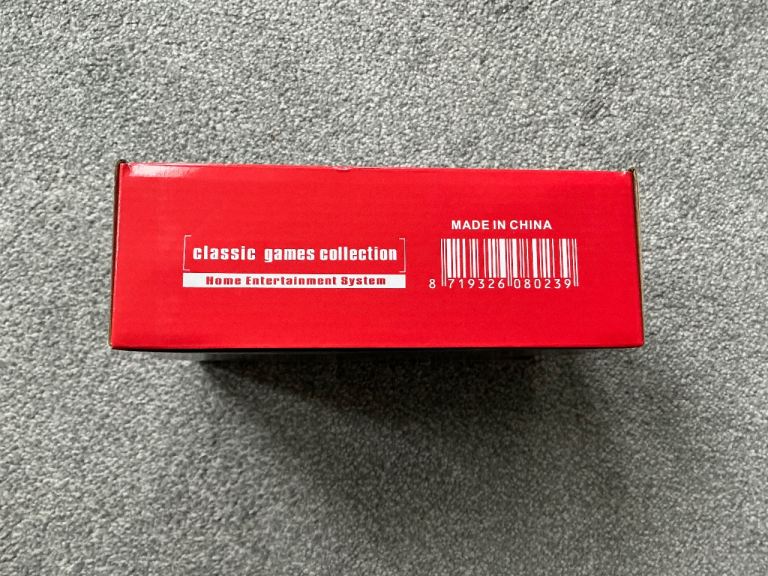 classic games collection
Home Entertainment System
MADE IN CHINA
8 719326 080239